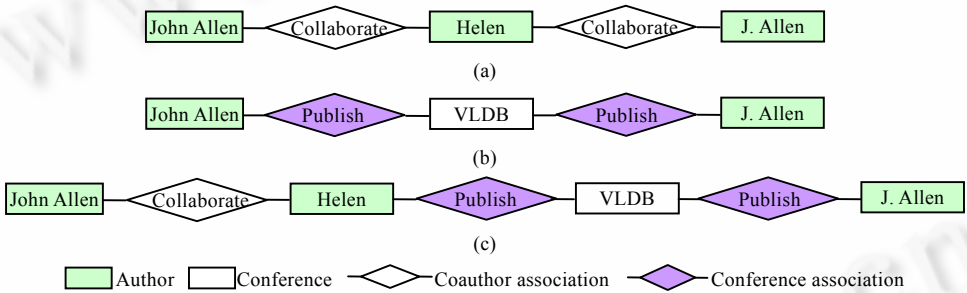 John Allen Collaborate Helen Collaborate J. Allen
(a)
John Allen Publish VLDB Publish J. Allen
(b)
John Allen Collaborate Helen Publish VLDB Publish J. Allen
(c)
Author Conference Coauthor association Conference association